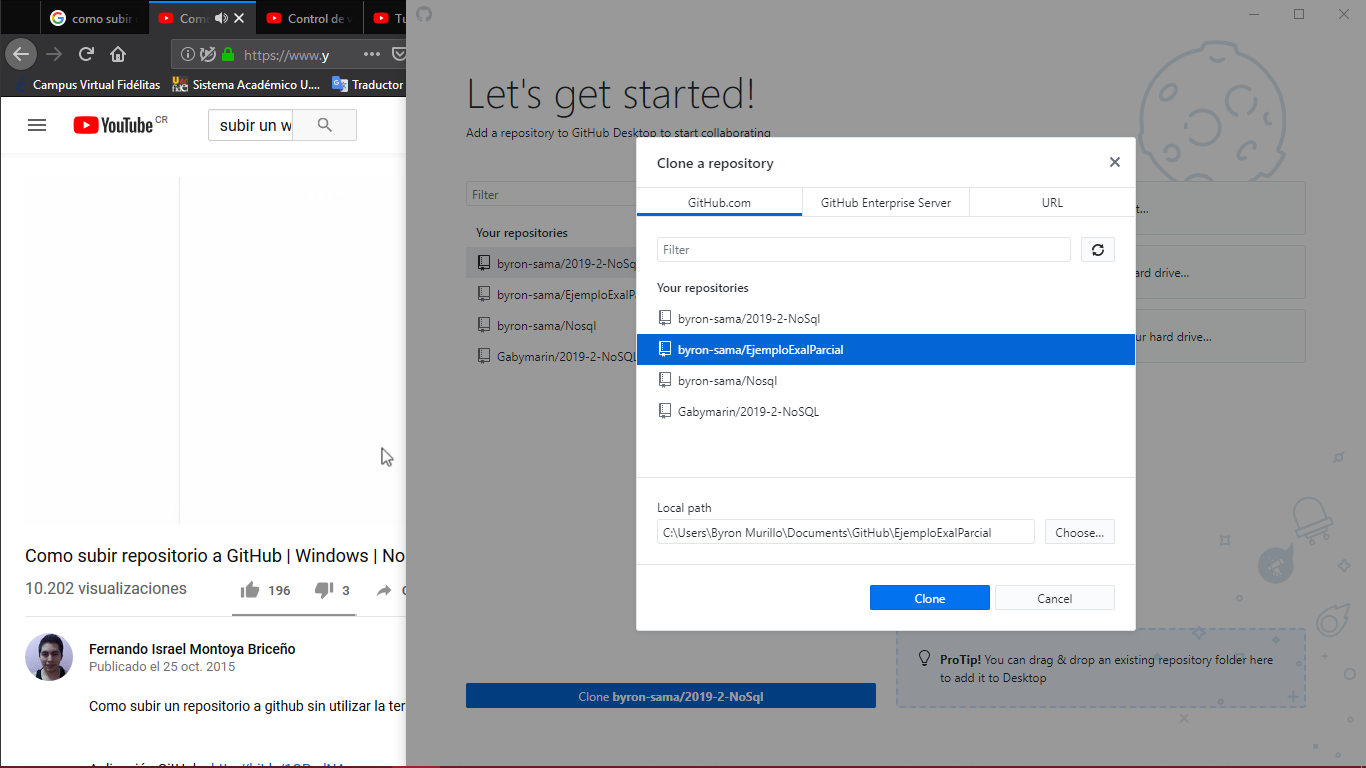 como subir
Com
Control de v
Tu
https://www.y
Campus Virtual Fidélitas
Sistema Académico U....
Traductor
YouTube CR
subir un w
Como subir repositorio a GitHub | Windows | No
10.202 visualizaciones
196
3
Fernando Israel Montoya Briceño
Publicado el 25 oct. 2015
Como subir un repositorio a github sin utilizar la ter
Let's get started!
Add a repository to GitHub Desktop to start collaborating
Filter
Your repositories
byron-sama/2019-2-NoSq
byron-sama/EjemploExalPa
byron-sama/Nosql
Gabymarin/2019-2-NoSQL
t...
ard drive...
ur hard drive...
Clone byron-sama/2019-2-NoSql
ProTip! You can drag & drop an existing repository folder here
to add it to Desktop
Clone a repository
GitHub.com
GitHub Enterprise Server
URL
Filter
Your repositories
byron-sama/2019-2-NoSql
byron-sama/EjemploExalParcial
byron-sama/Nosql
Gabymarin/2019-2-NoSQL
Local path
C:\Users\Byron Murillo\Documents\GitHub\EjemploExalParcial
Choose...
Clone
Cancel